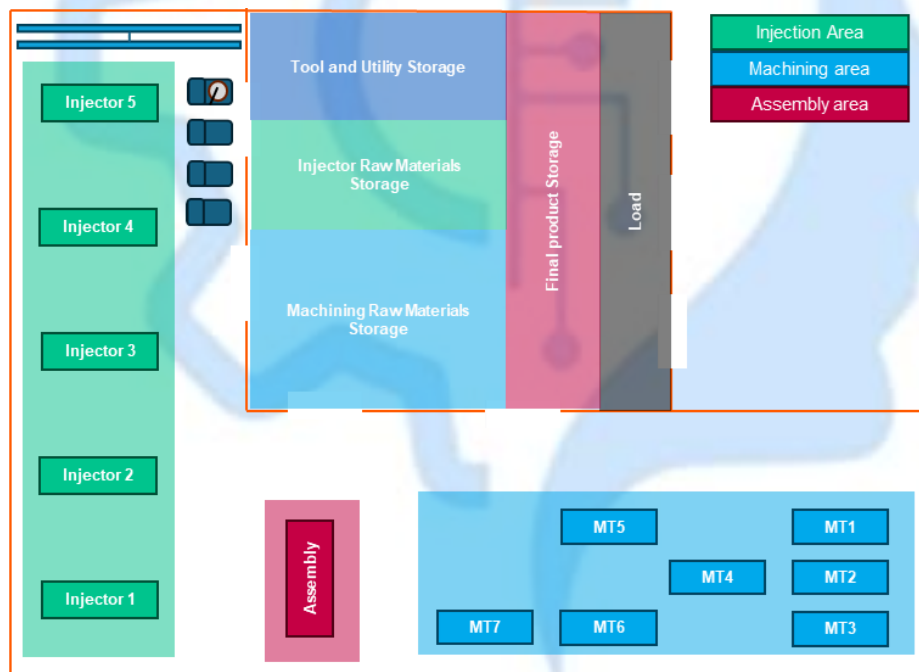 Injection Area
Machining area
Assembly area
Tool and Utility Storage
Injector Raw Materials
Storage
Machining Raw Materials
Storage
Final product Storage
Load
Injector 5
Injector 4
Injector 3
Injector 2
Injector 1
Assembly
MT5
MT1
MT4
MT2
MT7
MT6
MT3